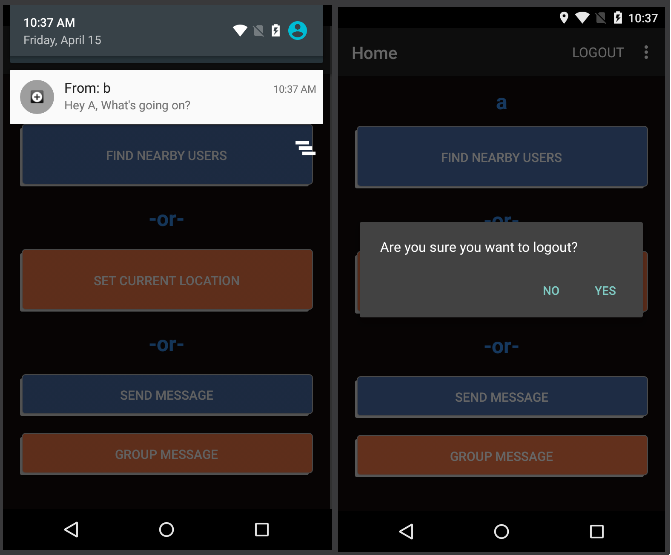 10:37 AM
Friday, April 15
From: b
10:37 AM
Hey A, What's going on?
FIND NEARBY USERS
-or-
SET CURRENT LOCATION
-or-
SEND MESSAGE
GROUP MESSAGE
10:37
Home
LOGOUT
a
FIND NEARBY USERS
-or-
Are you sure you want to logout?
NO
YES
-or-
SEND MESSAGE
GROUP MESSAGE